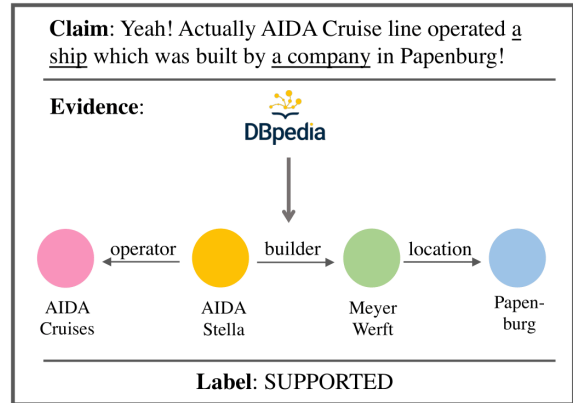 Claim: Yeah! Actually AIDA Cruise line operated a
ship which was built by a company in Papenburg!
Evidence:
DBpedia
operator
builder
location
AIDA
Cruises
AIDA
Stella
Meyer
Werft
Papen-
burg
Label: SUPPORTED